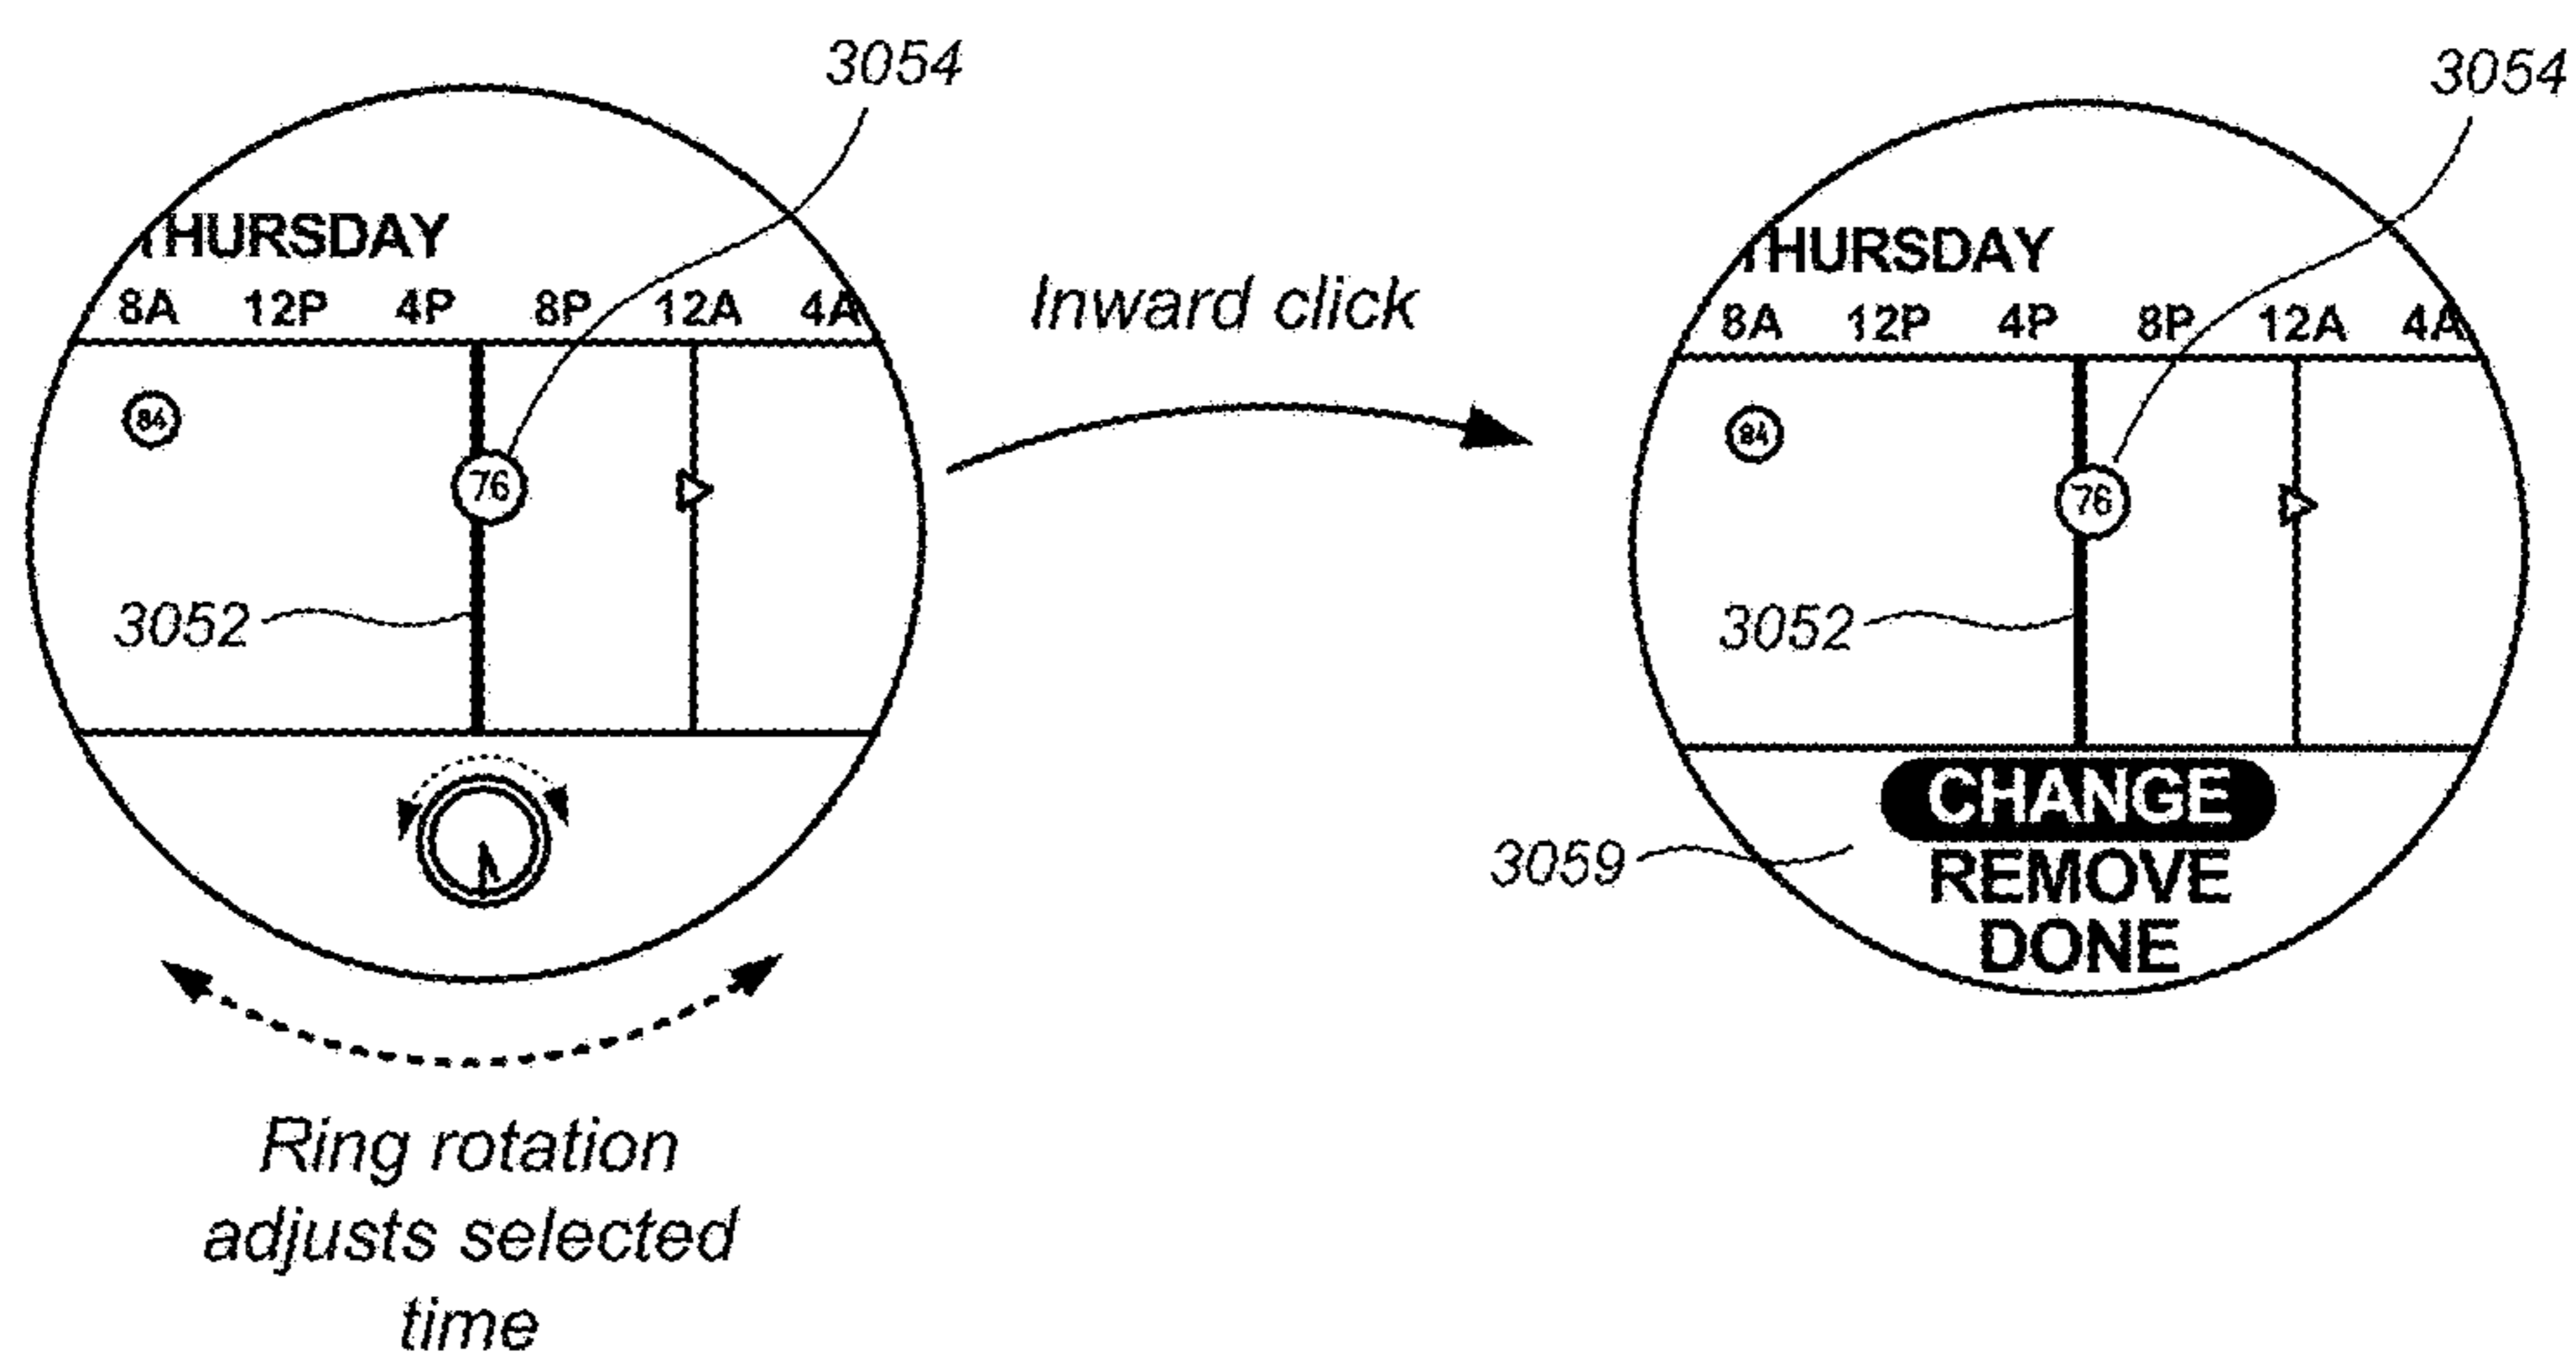 3054
THURSDAY
8A 12P 4P 8P 12A 4A
84
76
3052
Ring rotation
adjusts selected
time
Inward click
3054
THURSDAY
8A 12P 4P 8P 12A 4A
84
76
3052
3059
CHANGE
REMOVE
DONE